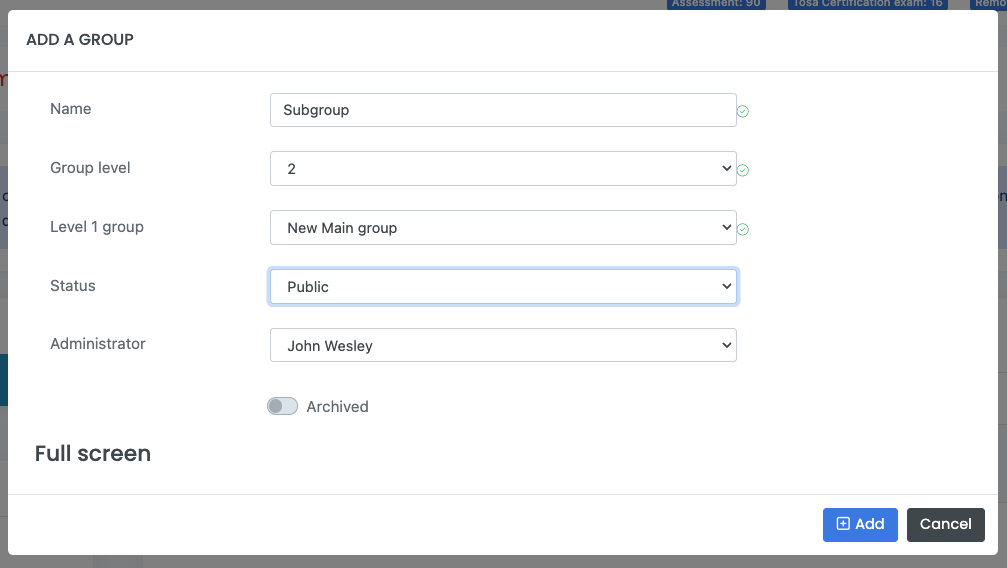 Assessment: 90 Tosa Certification exam: 16 Remo
ADD A GROUP
Name Subgroup
Group level 2
Level 1 group New Main group
Status Public
Administrator John Wesley
Archived
Full screen
Add Cancel